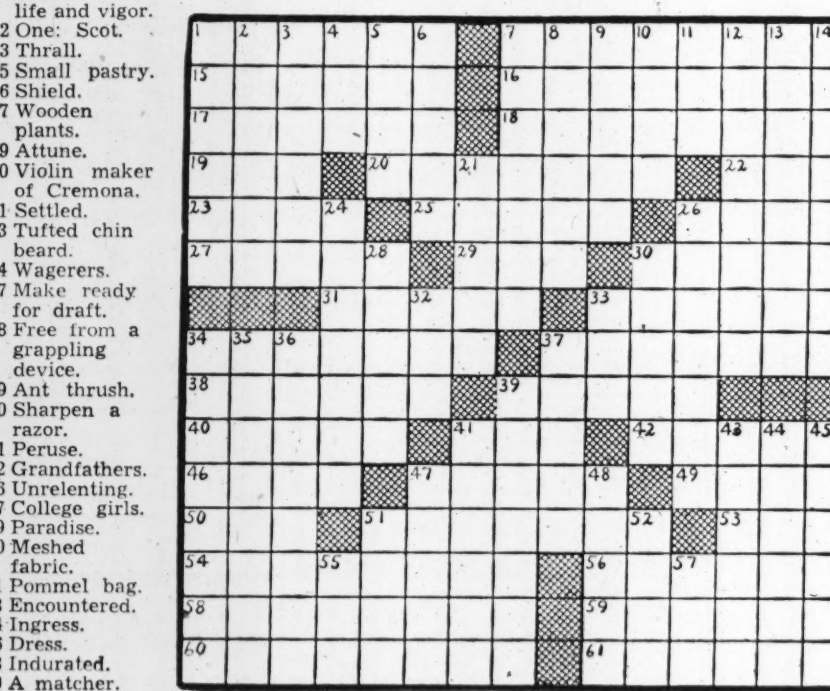 life and vigor.
2 One: Scot.
3 Thrall.
5 Small pastry.
6 Shield.
7 Wooden
plants.
9 Attune.
0 Violin maker
of Cremona.
1 Settled.
3 Tufted chin
beard.
4 Wagerers.
7 Make ready
for draft.
8 Free from a
grappling
device.
9 Ant thrush.
0 Sharpen a
razor.
1 Peruse.
2 Grandfathers.
6 Unrelenting.
7 College girls.
9 Paradise.
0 Meshed
fabric.
1 Pommel bag.
3 Encountered.
4 Ingress.
6 Dress.
8 Indurated.
9 A matcher.
1 2 3 4 5 6 7 8 9 10 11 12 13 14
15 16
17 18
19 20 21 22
23 24 25 26
27 28 29 30
31 32 33
34 35 36 37
38 39
40 41 42 43 44 45
46 47 48 49
50 51 52 53
54 55 56 57
58 59
60 61